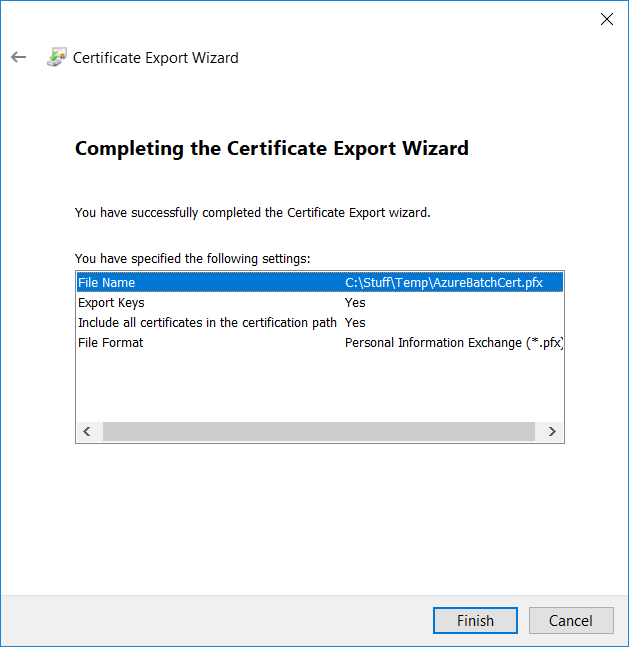 Certificate Export Wizard
Completing the Certificate Export Wizard
You have successfully completed the Certificate Export wizard.
You have specified the following settings:
File Name C:\Stuff\Temp\AzureBatchCert.pfx
Export Keys Yes
Include all certificates in the certification path Yes
File Format Personal Information Exchange (*.pfx)
Finish Cancel